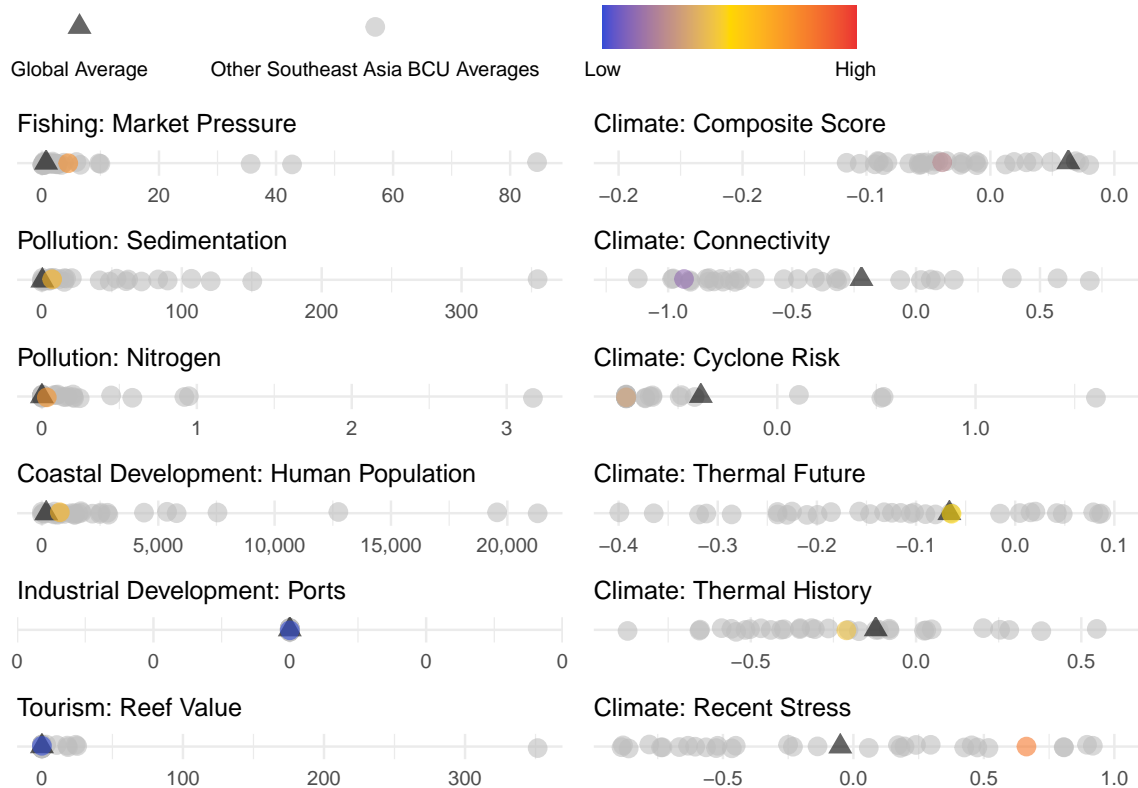 Global Average
Other Southeast Asia BCU Averages
Low
High
Fishing: Market Pressure
0 20 40 60 80
Climate: Composite Score
−0.2 −0.2 −0.1 0.0 0.0
Pollution: Sedimentation
0 100 200 300
Climate: Connectivity
−1.0 −0.5 0.0 0.5
Pollution: Nitrogen
0 1 2 3
Climate: Cyclone Risk
0.0 1.0
Coastal Development: Human Population
0 5,000 10,000 15,000 20,000
Climate: Thermal Future
−0.4 −0.3 −0.2 −0.1 0.0 0.1
Industrial Development: Ports
0 0 0 0 0
Climate: Thermal History
−0.5 0.0 0.5
Tourism: Reef Value
0 100 200 300
Climate: Recent Stress
−0.5 0.0 0.5 1.0